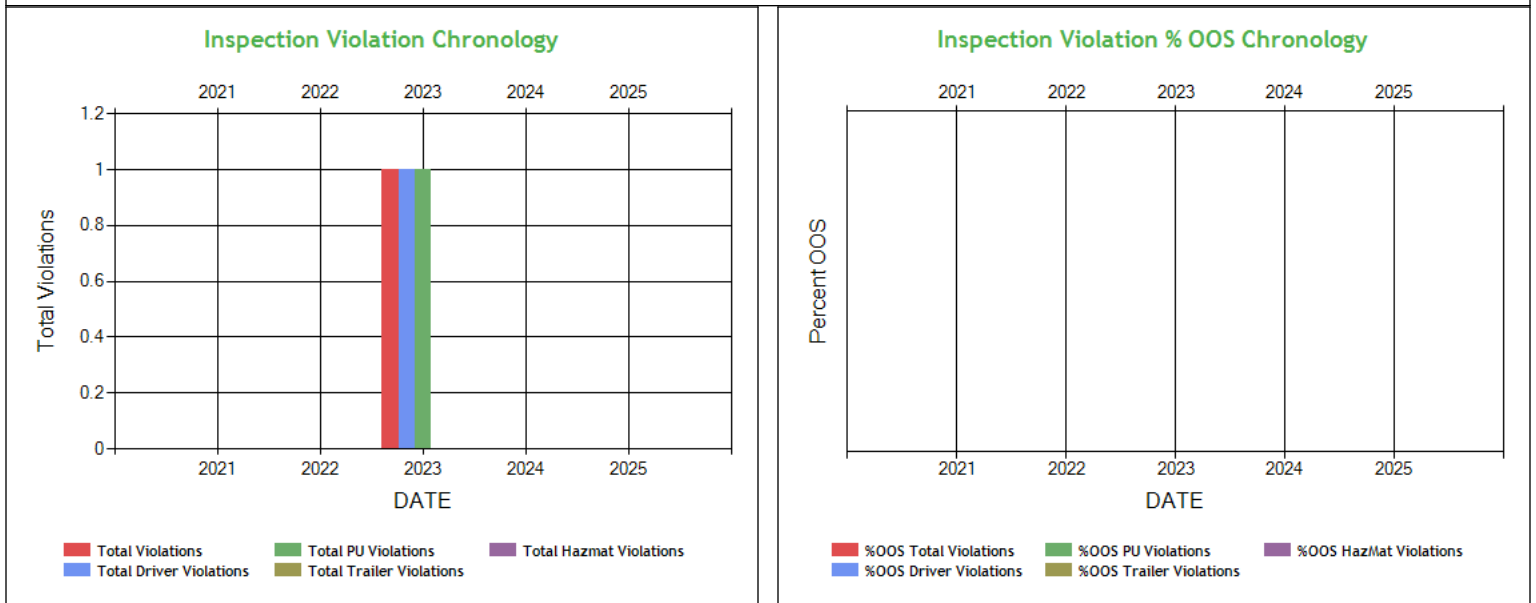 Inspection Violation Chronology
2021 2022 2023 2024 2025
1.2
1
0.8
0.6
0.4
0.2
0
Total Violations
2021 2022 2023 2024 2025
DATE
Total Violations Total PU Violations Total Hazmat Violations
Total Driver Violations Total Trailer Violations
Inspection Violation % OOS Chronology
2021 2022 2023 2024 2025
Percent OOS
2021 2022 2023 2024 2025
DATE
%OOS Total Violations %OOS PU Violations %OOS HazMat Violations
%OOS Driver Violations %OOS Trailer Violations